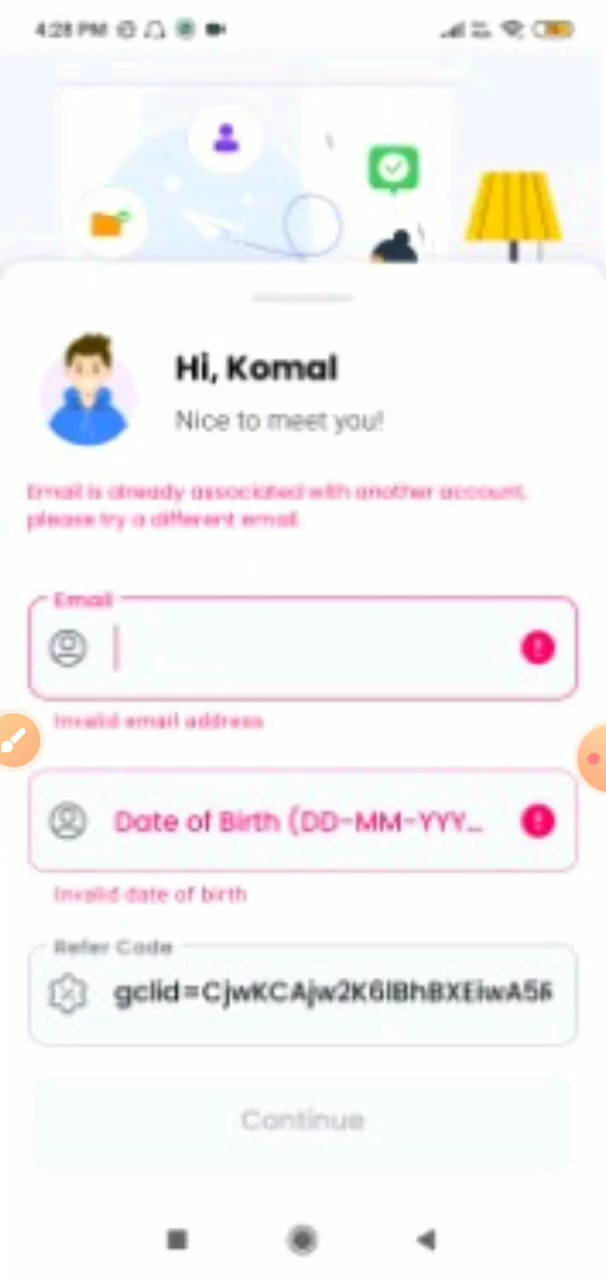 4:28 PM
Hi, Komal
Nice to meet you!
Email is already associated with another account,
please try a different email.
Email
Invalid email address
Date of Birth (DD-MM-YYY...
Invalid date of birth
Refer Code
gclid=CjwKCAjw2K6lBhBXEiwA5R
Continue